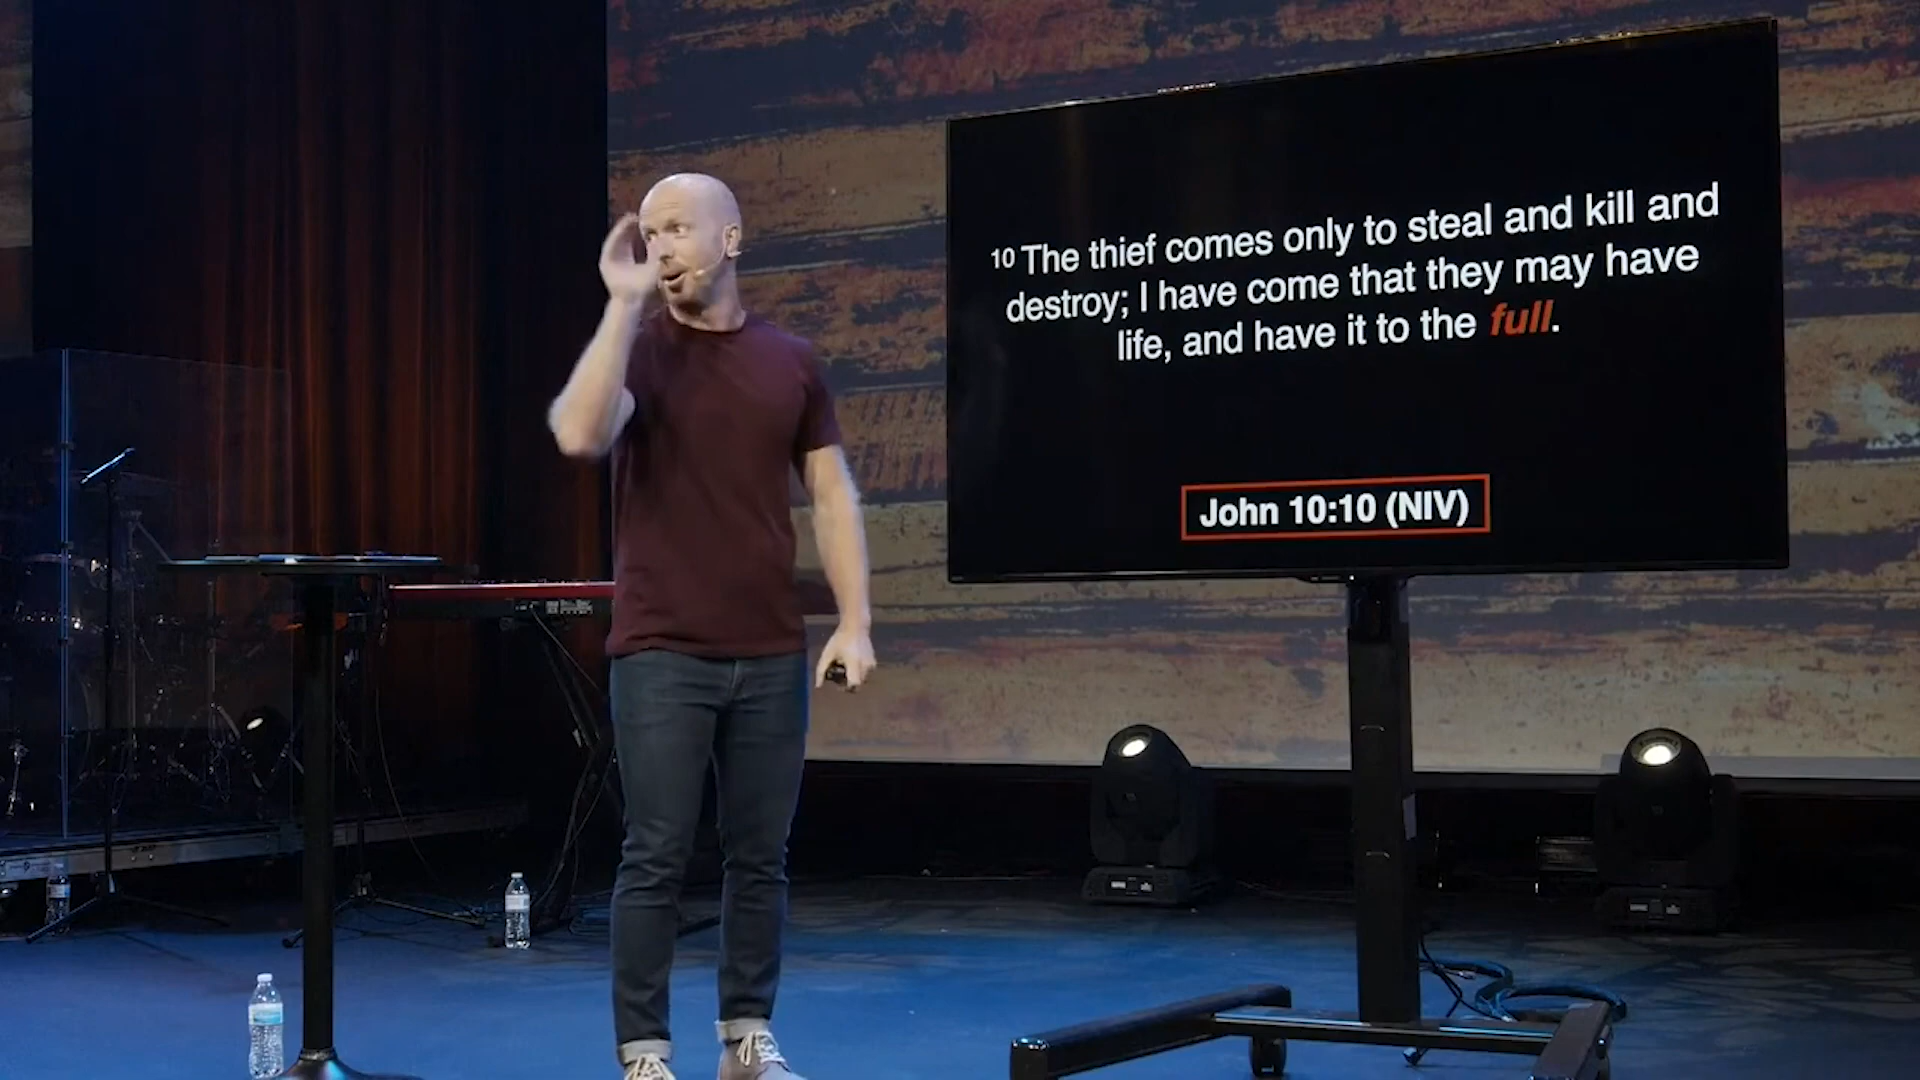 10 The thief comes only to steal and kill and
destroy; I have come that they may have
life, and have it to the full.
John 10:10 (NIV)